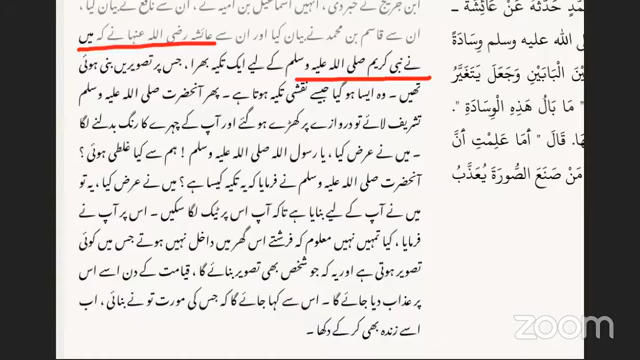 ابن جریج نے خبر دی، انہیں اسماعیل بن امیہ نے، ان سے نافع نے بیان کیا،
ان سے قاسم بن محمد نے بیان کیا اور ان سے عائشہ رضی اللہ عنہا نے کہ میں
نے نبی کریم صلی اللہ علیہ وسلم کے لیے ایک تکیہ بھرا، جس پر تصویریں بنی ہوئی
تھیں ۔ وہ ایسا ہو گیا جیسے نقشی تکیہ ہوتا ہے ۔ پھر آنحضرت صلی اللہ علیہ وسلم
تشریف لائے تو دروازے پر کھڑے ہو گئے اور آپ کے چہرے کا رنگ بدلنے لگا
۔ میں نے عرض کیا، یا رسول اللہ صلی اللہ علیہ وسلم ! ہم سے کیا غلطی ہوئی ؟
آنحضرت صلی اللہ علیہ وسلم نے فرمایا کہ یہ تکیہ کیسا ہے ؟ میں نے عرض کیا، یہ تو
میں نے آپ کے لیے بنایا ہے تاکہ آپ اس پر ٹیک لگا سکیں ۔ اس پر آپ نے
فرمایا، کیا تمہیں نہیں معلوم کہ فرشتے اس گھر میں داخل نہیں ہوتے جس میں کوئی
تصویر ہوتی ہے اور یہ کہ جو شخص بھی تصویر بنائے گا، قیامت کے دن اسے اس
پر عذاب دیا جائے گا ۔ اس سے کہا جائے گا کہ جس کی مورت تو نے بنائی، اب
اسے زندہ بھی کر کے دکھا ۔
مَّدٍ حَدَّثَهُ عَنْ عَائِشَةَ ـ
ى الله عليه وسلم وِسَادَةً
يْنَ الْبَابَيْنِ وَجَعَلَ يَتَغَيَّرُ
" مَا بَالُ هَذِهِ الْوِسَادَةِ ".
هَا. قَالَ " أَمَا عَلِمْتِ أَنَّ
مَنْ صَنَعَ الصُّورَةَ يُعَذَّبُ
zoom